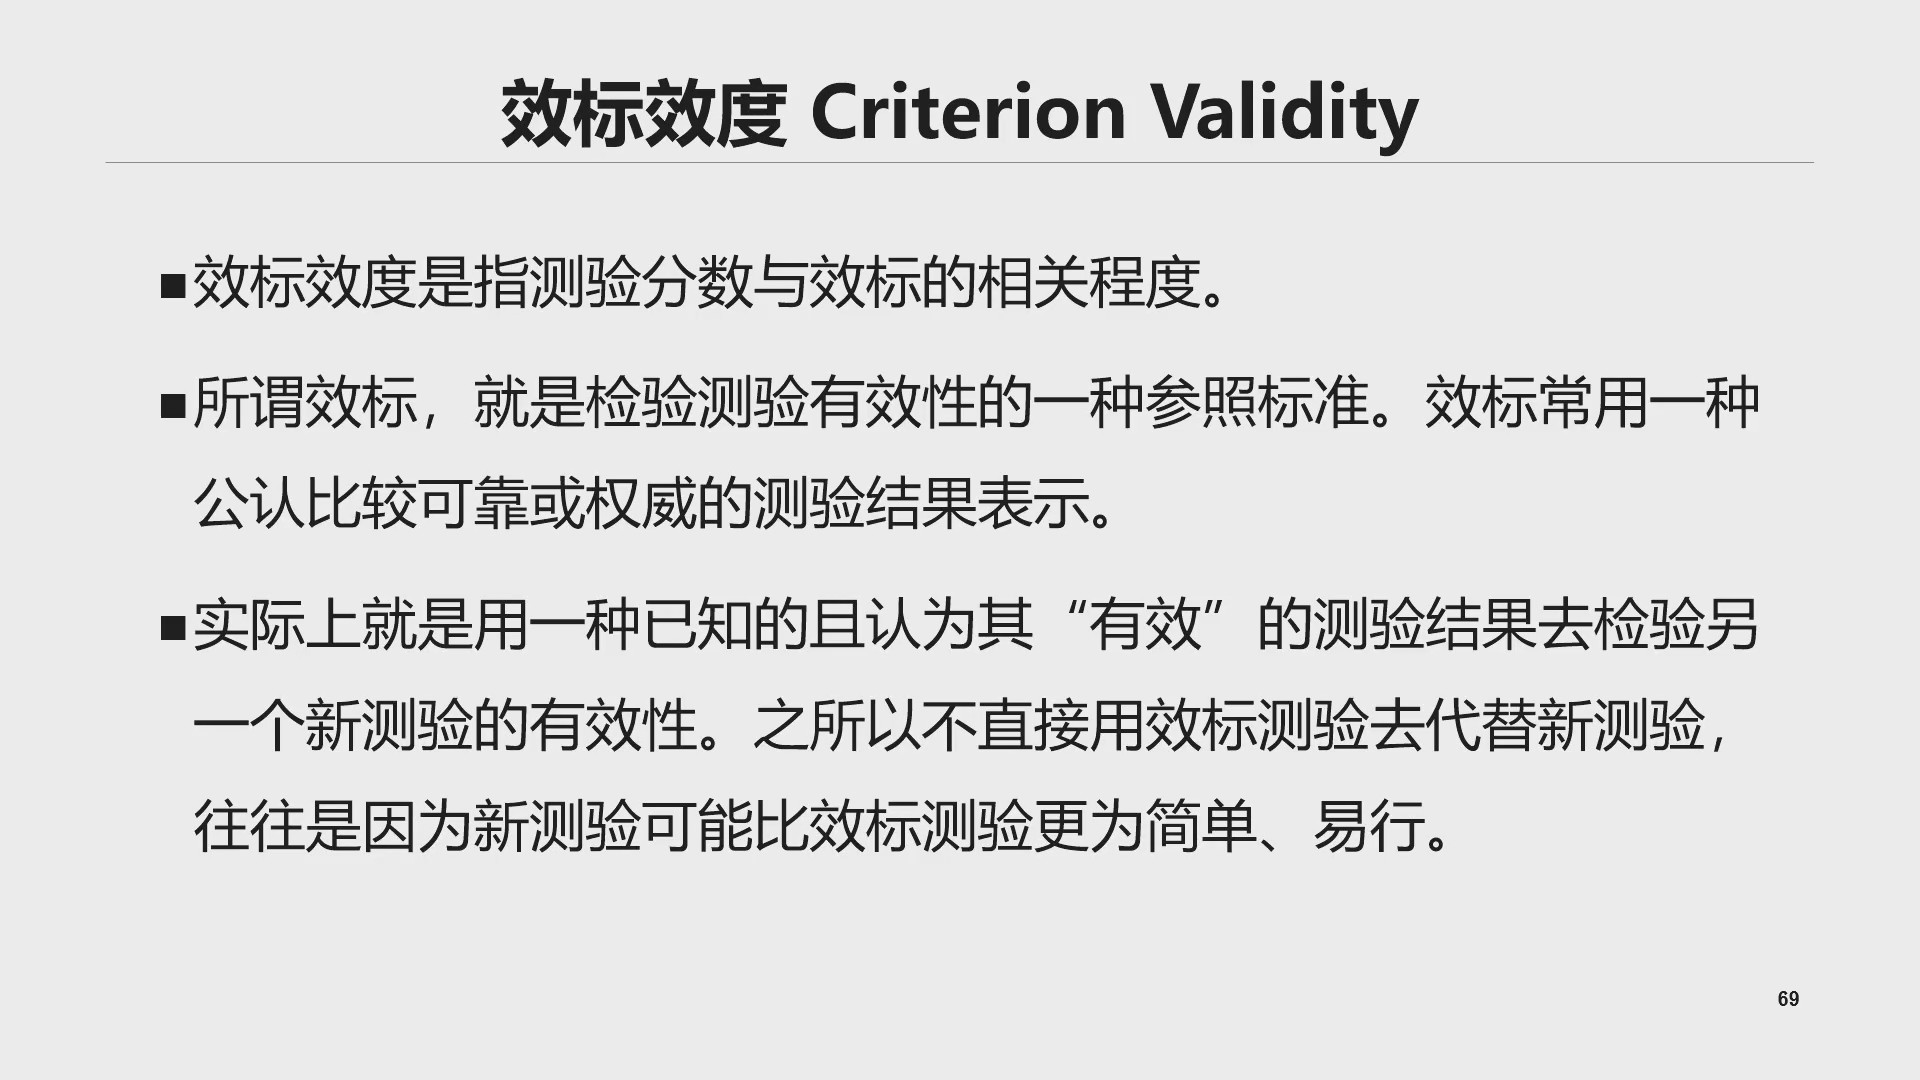 效标效度 Criterion Validity
■效标效度是指测验分数与效标的相关程度。
■所谓效标，就是检验测验有效性的一种参照标准。效标常用一种
公认比较可靠或权威的测验结果表示。
■实际上就是用一种已知的且认为其“有效”的测验结果去检验另
一个新测验的有效性。之所以不直接用效标测验去代替新测验，
往往是因为新测验可能比效标测验更为简单、易行。
69